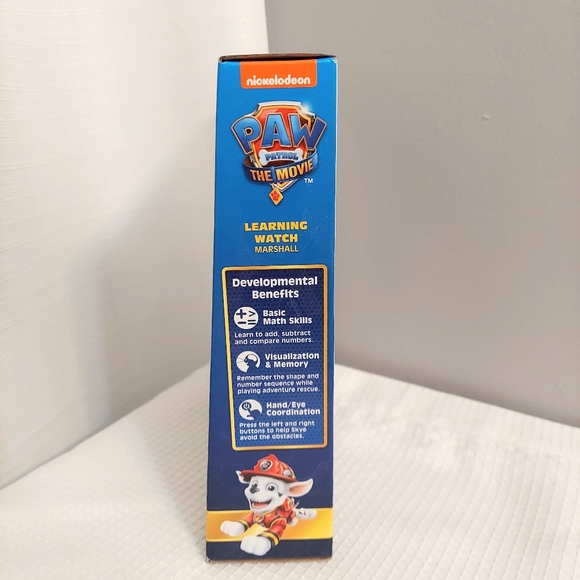 nickelodeon
PAW
PATROL
THE MOVIE
TM
LEARNING
WATCH
MARSHALL
Developmental
Benefits
Basic
Math Skills
Learn to add, subtract
and compare numbers.
Visualization
& Memory
Remember the shape and
number sequence while
playing adventure rescue.
Hand/Eye
Coordination
Press the left and right
buttons to help Skye
avoid the obstacles.